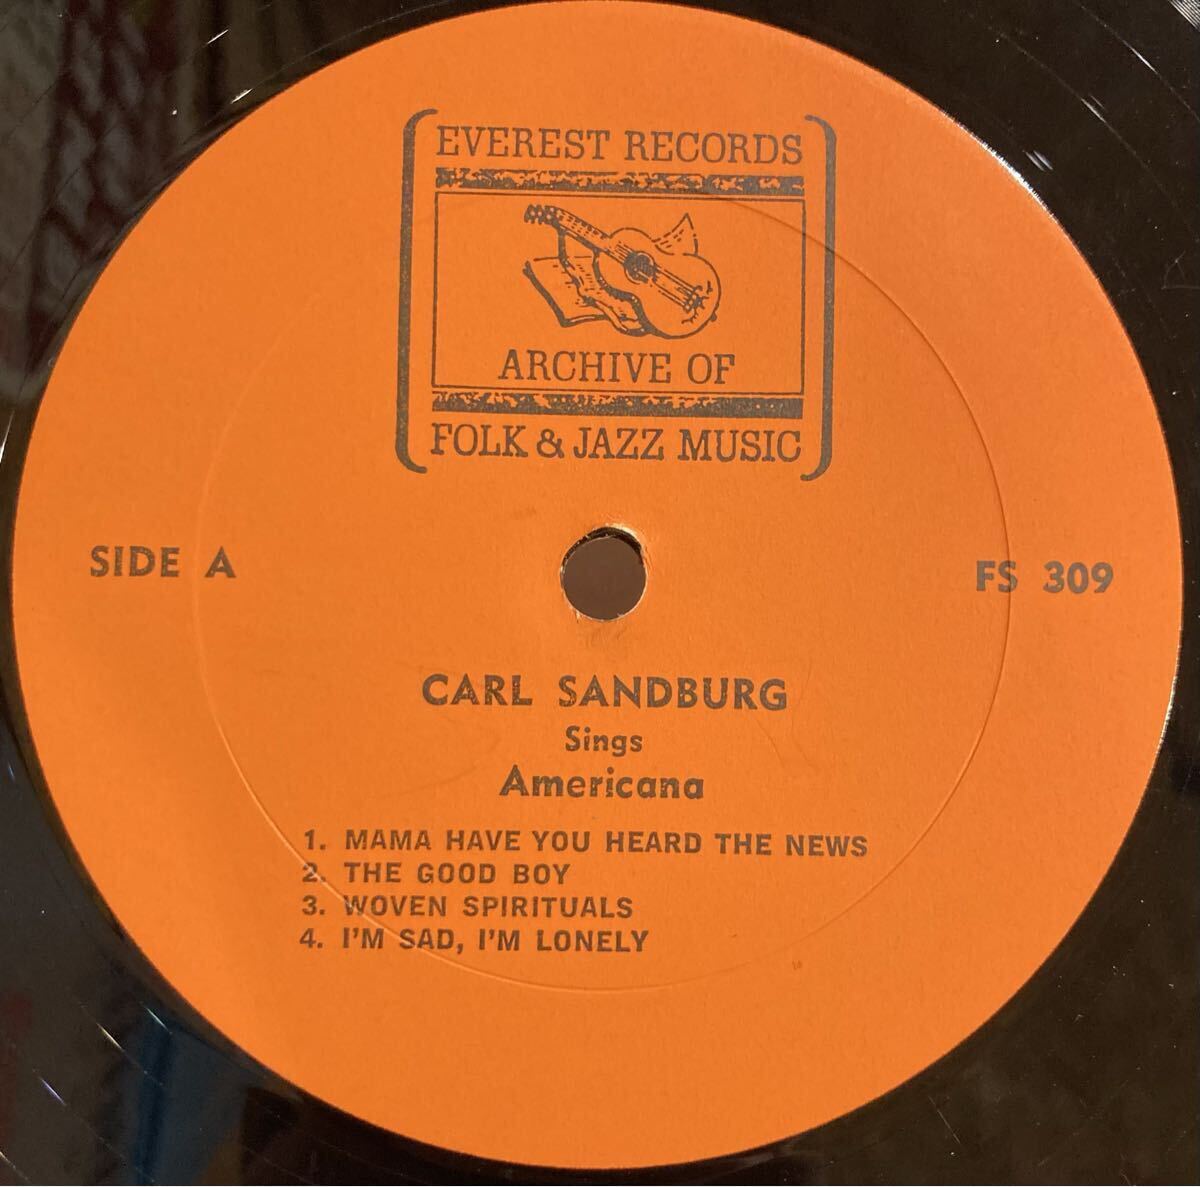 EVEREST RECORDS
ARCHIVE OF
FOLK & JAZZ MUSIC
SIDE A
FS 309
CARL SANDBURG
Sings
Americana
1. MAMA HAVE YOU HEARD THE NEWS
2. THE GOOD BOY
3. WOVEN SPIRITUALS
4. I'M SAD, I'M LONELY